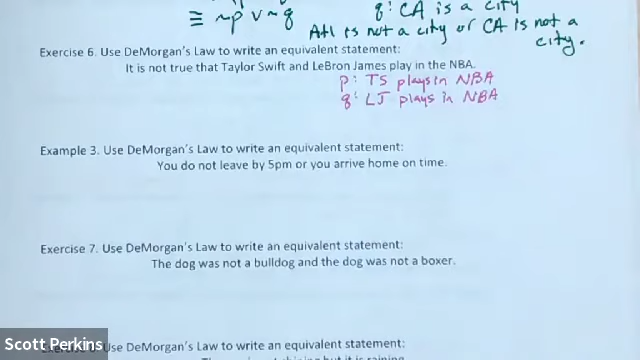 ≡ ~p ∨ ~q
q: CA is a city
Atl is not a city or CA is not a
city.
Exercise 6. Use DeMorgan's Law to write an equivalent statement:
It is not true that Taylor Swift and LeBron James play in the NBA.
p: TS plays in NBA
q: LJ plays in NBA
Example 3. Use DeMorgan's Law to write an equivalent statement:
You do not leave by 5pm or you arrive home on time.
Exercise 7. Use DeMorgan's Law to write an equivalent statement:
The dog was not a bulldog and the dog was not a boxer.
Scott Perkins
Use DeMorgan's Law to write an equivalent statement:
but it is raining